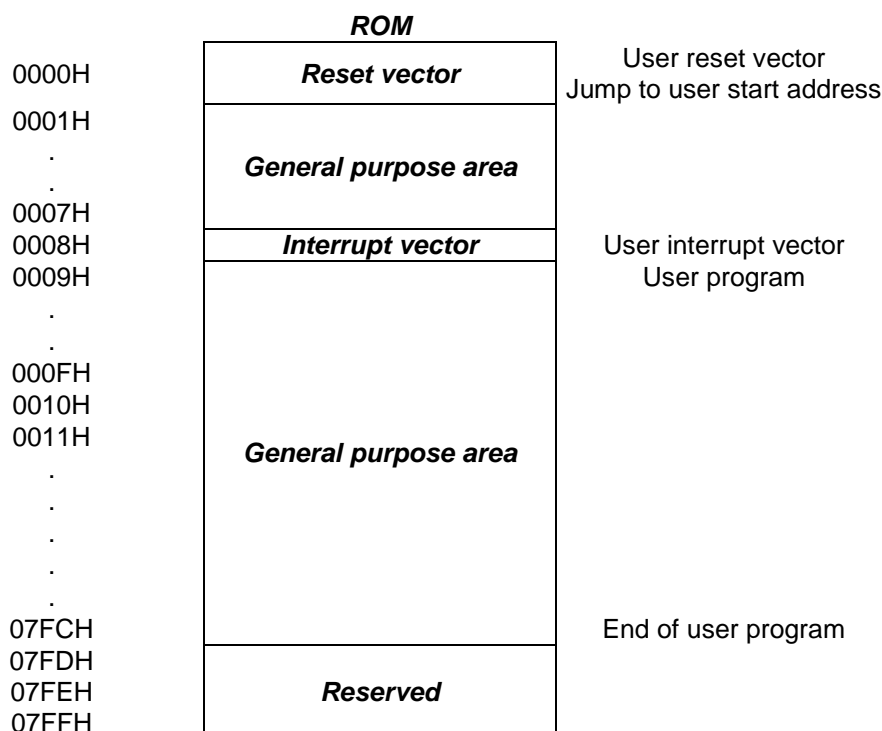 ROM
0000H Reset vector User reset vector
Jump to user start address
0001H
.
General purpose area
.
0007H
0008H Interrupt vector User interrupt vector
0009H User program
.
.
000FH
0010H
0011H
General purpose area
.
.
.
.
.
07FCH End of user program
07FDH
07FEH Reserved
07FFH